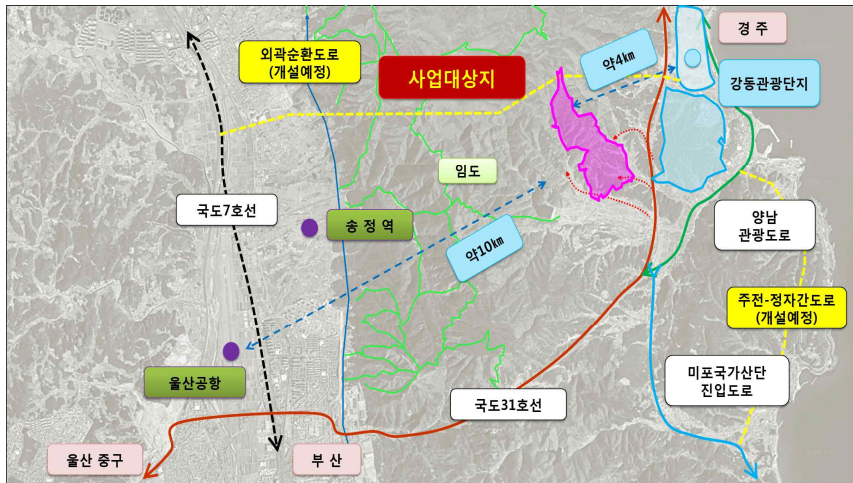 경 주
외곽순환도로
(개설예정)
사업대상지
약4㎞
강동관광단지
임도
국도7호선
송 정 역
약10㎞
양남
관광도로
주전-정자간도로
(개설예정)
울산공항
미포국가산단
진입도로
국도31호선
울산 중구
부 산